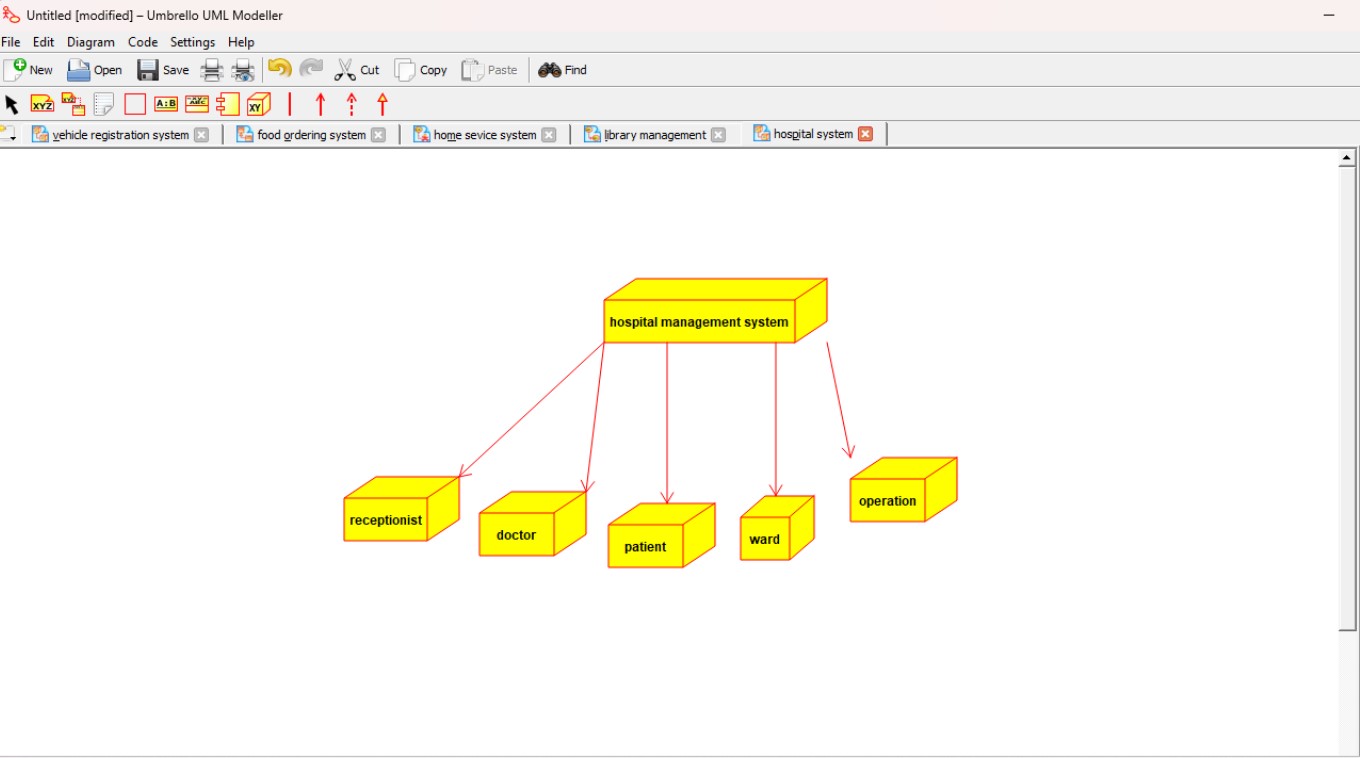 Untitled [modified] – Umbrello UML Modeller
File Edit Diagram Code Settings Help
New Open Save Cut Copy Paste Find
XYZ A:B ABC XY
vehicle registration system food ordering system home sevice system library management hospital system
hospital management system
receptionist doctor patient ward operation